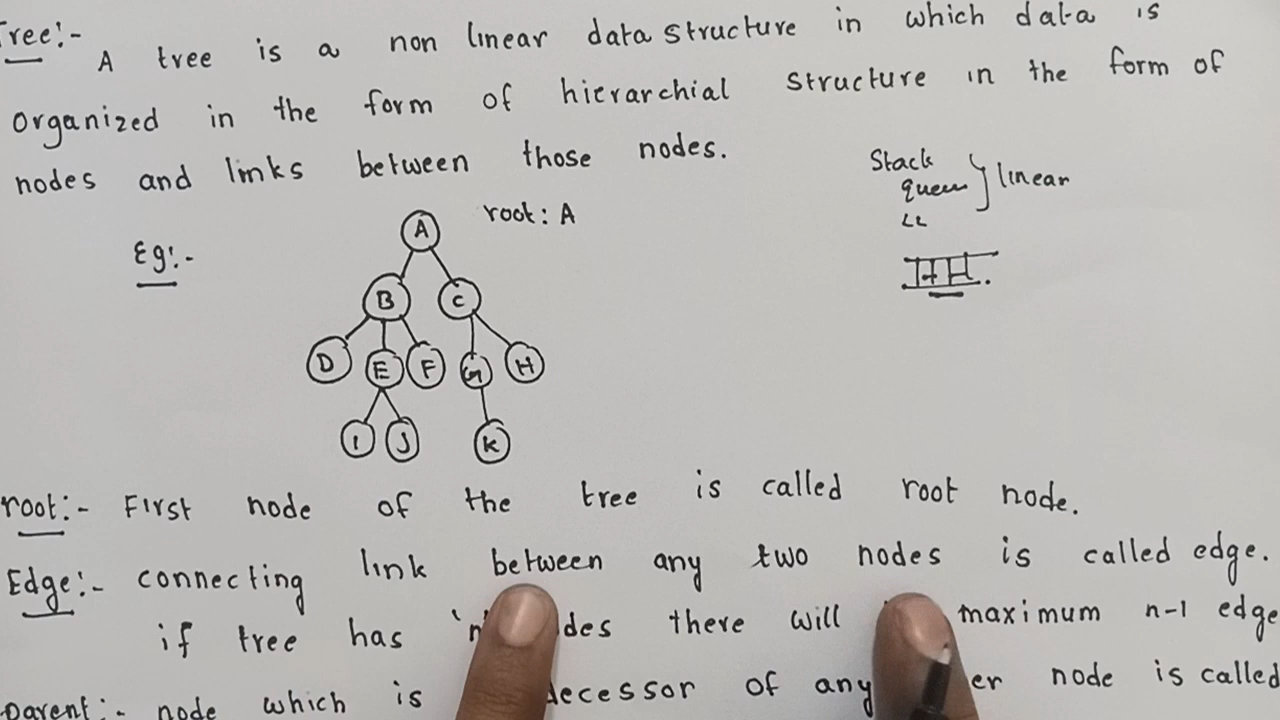 Tree:-
A tree is a non linear data structure in which data is
organized in the form of hierarchial structure in the form of
nodes and links between those nodes.
Stack
queue } linear
LL
Eg:-
root: A
A
B C
D E F G H
I J K
root:- First node of the tree is called root node.
Edge:- connecting link between any two nodes is called edge.
if tree has there will maximum n-1 edge
parent:- node which is of any node is called